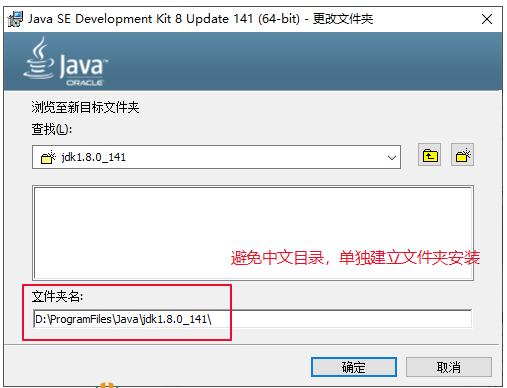 Java SE Development Kit 8 Update 141 (64-bit) - 更改文件夹
Java
ORACLE
浏览至新目标文件夹
查找(L):
jdk1.8.0_141
避免中文目录，单独建立文件夹安装
文件夹名:
D:\ProgramFiles\Java\jdk1.8.0_141\
确定
取消